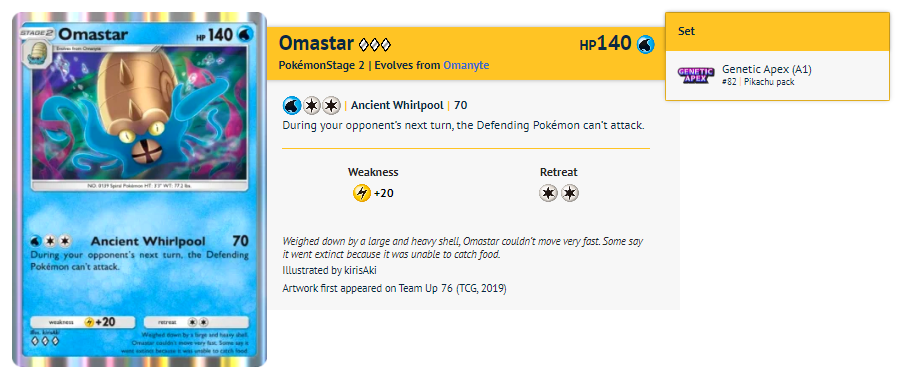 STAGE 2 Omastar HP 140
Evolves from Omanyte
NO. 0139 Spiral Pokémon HT: 3'3" WT: 77.2 lbs.
Ancient Whirlpool 70
During your opponent's next turn, the Defending
Pokémon can't attack.
weakness +20 retreat
Illus. kirisAki
Weighed down by a large and heavy shell,
Omastar couldn't move very fast. Some say it
went extinct because it was unable to catch food.
Omastar HP140
PokémonStage 2 | Evolves from Omanyte
| Ancient Whirlpool | 70
During your opponent's next turn, the Defending Pokémon can't attack.
Weakness Retreat
+20
Weighed down by a large and heavy shell, Omastar couldn't move very fast. Some say
it went extinct because it was unable to catch food.
Illustrated by kirisAki
Artwork first appeared on Team Up 76 (TCG, 2019)
Set
GENETIC
APEX
Genetic Apex (A1)
#82 | Pikachu pack